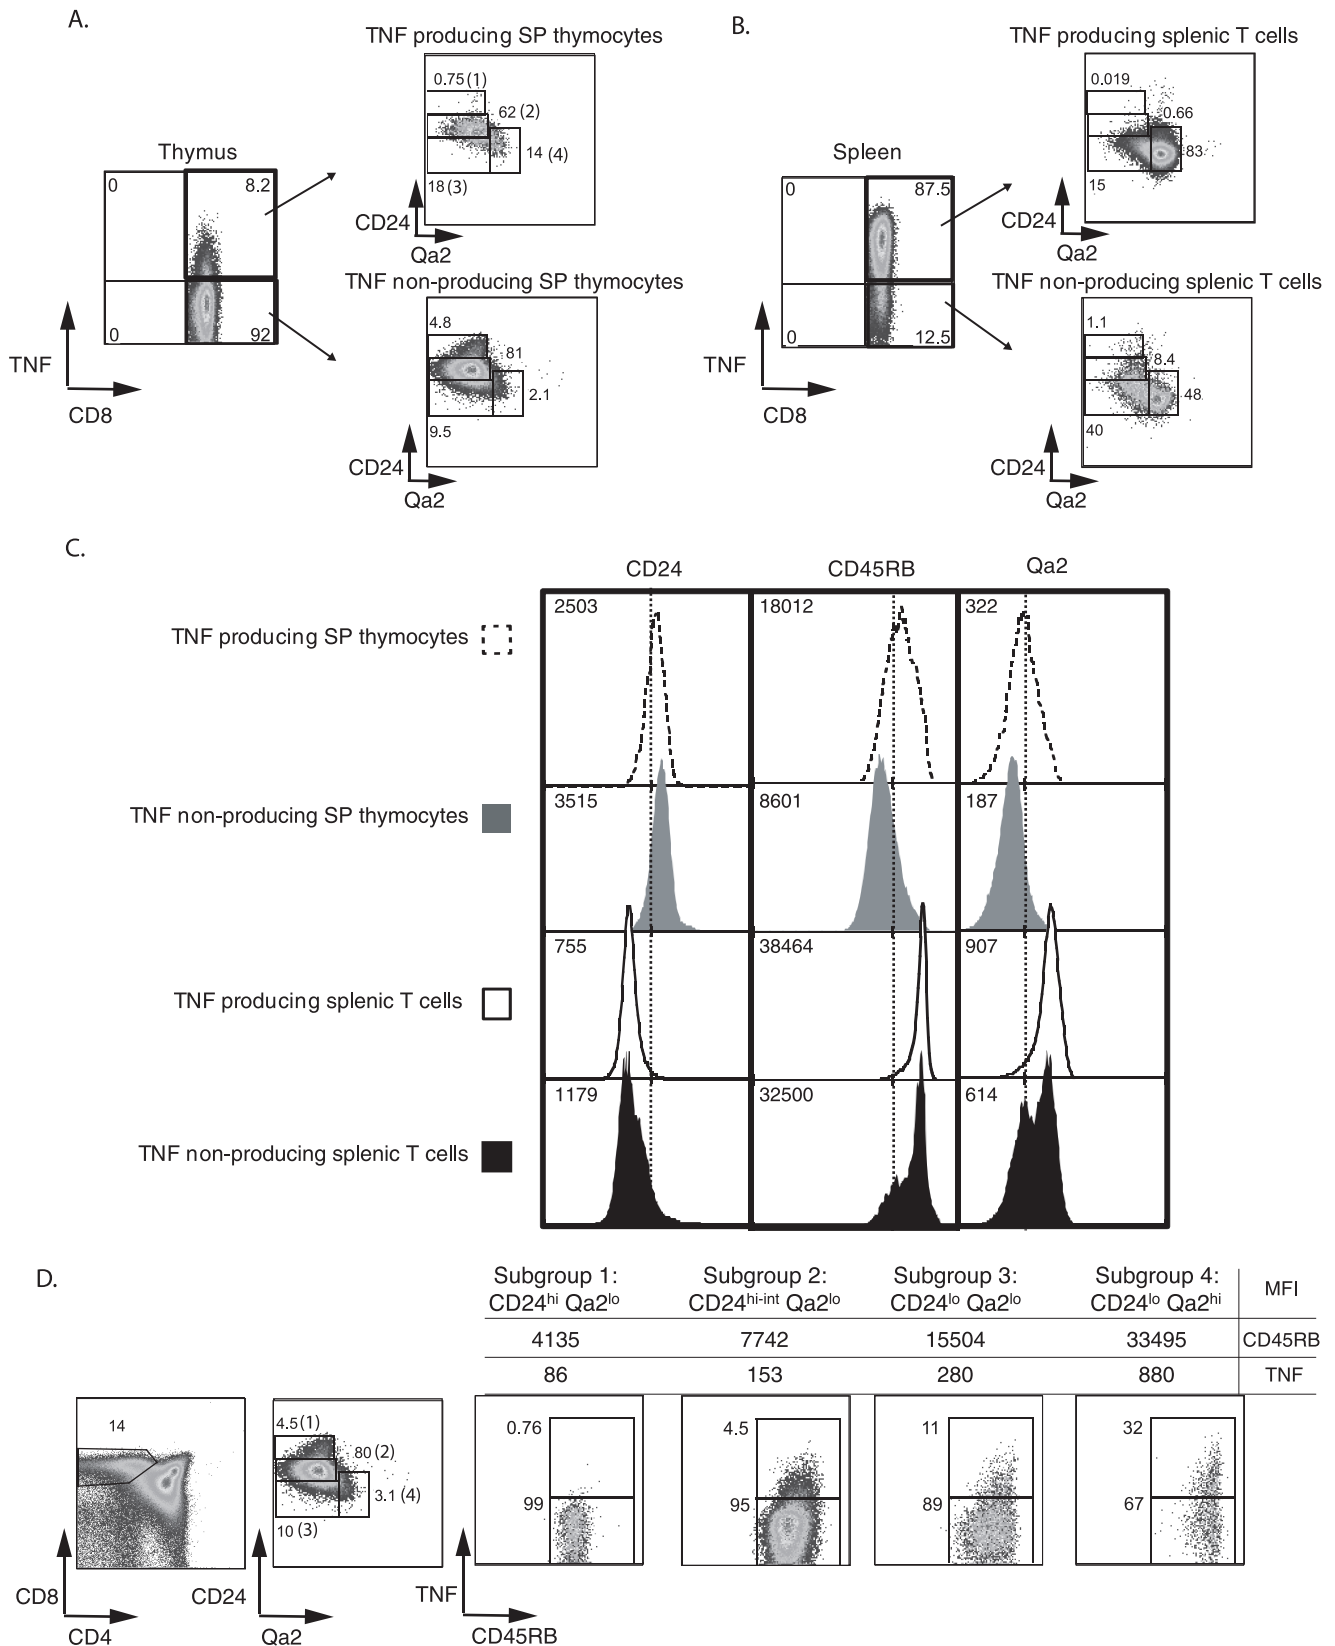 A.
TNF producing SP thymocytes
0.75 (1)
62 (2)
14 (4)
18 (3)
CD24
Qa2
Thymus
0
8.2
0
92
TNF
CD8
TNF non-producing SP thymocytes
4.8
81
2.1
9.5
CD24
Qa2
B.
TNF producing splenic T cells
0.019
0.66
83
15
CD24
Qa2
Spleen
0
87.5
0
12.5
TNF
CD8
TNF non-producing splenic T cells
1.1
8.4
48
40
CD24
Qa2
C.
CD24 CD45RB Qa2
TNF producing SP thymocytes
2503 18012 322
TNF non-producing SP thymocytes
3515 8601 187
TNF producing splenic T cells
755 38464 907
TNF non-producing splenic T cells
1179 32500 614
D.
Subgroup 1: Subgroup 2: Subgroup 3: Subgroup 4:
CD24hi Qa2lo CD24hi-int Qa2lo CD24lo Qa2lo CD24lo Qa2hi MFI
4135 7742 15504 33495 CD45RB
86 153 280 880 TNF
14
CD8
CD4
4.5 (1)
80 (2)
3.1 (4)
10 (3)
CD24
Qa2
0.76 4.5 11 32
99 95 89 67
TNF
CD45RB